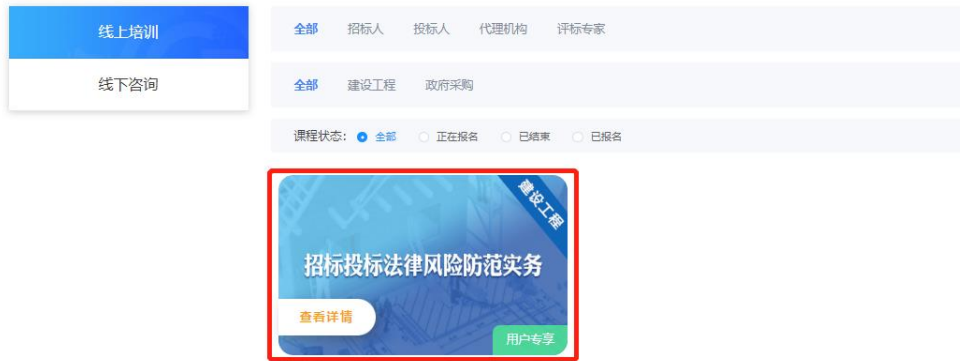 线上培训
线下咨询
全部 招标人 投标人 代理机构 评标专家
全部 建设工程 政府采购
课程状态: 全部 正在报名 已结束 已报名
建设工程
招标投标法律风险防范实务
查看详情
用户专享